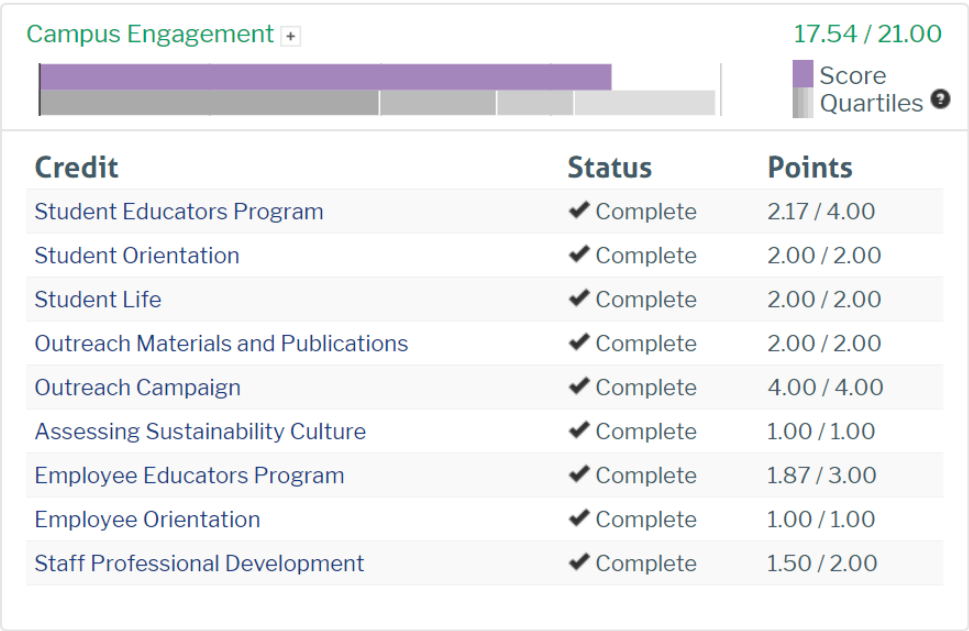 Campus Engagement + 17.54 / 21.00
Score
Quartiles ?
Credit Status Points
Student Educators Program ✔ Complete 2.17 / 4.00
Student Orientation ✔ Complete 2.00 / 2.00
Student Life ✔ Complete 2.00 / 2.00
Outreach Materials and Publications ✔ Complete 2.00 / 2.00
Outreach Campaign ✔ Complete 4.00 / 4.00
Assessing Sustainability Culture ✔ Complete 1.00 / 1.00
Employee Educators Program ✔ Complete 1.87 / 3.00
Employee Orientation ✔ Complete 1.00 / 1.00
Staff Professional Development ✔ Complete 1.50 / 2.00